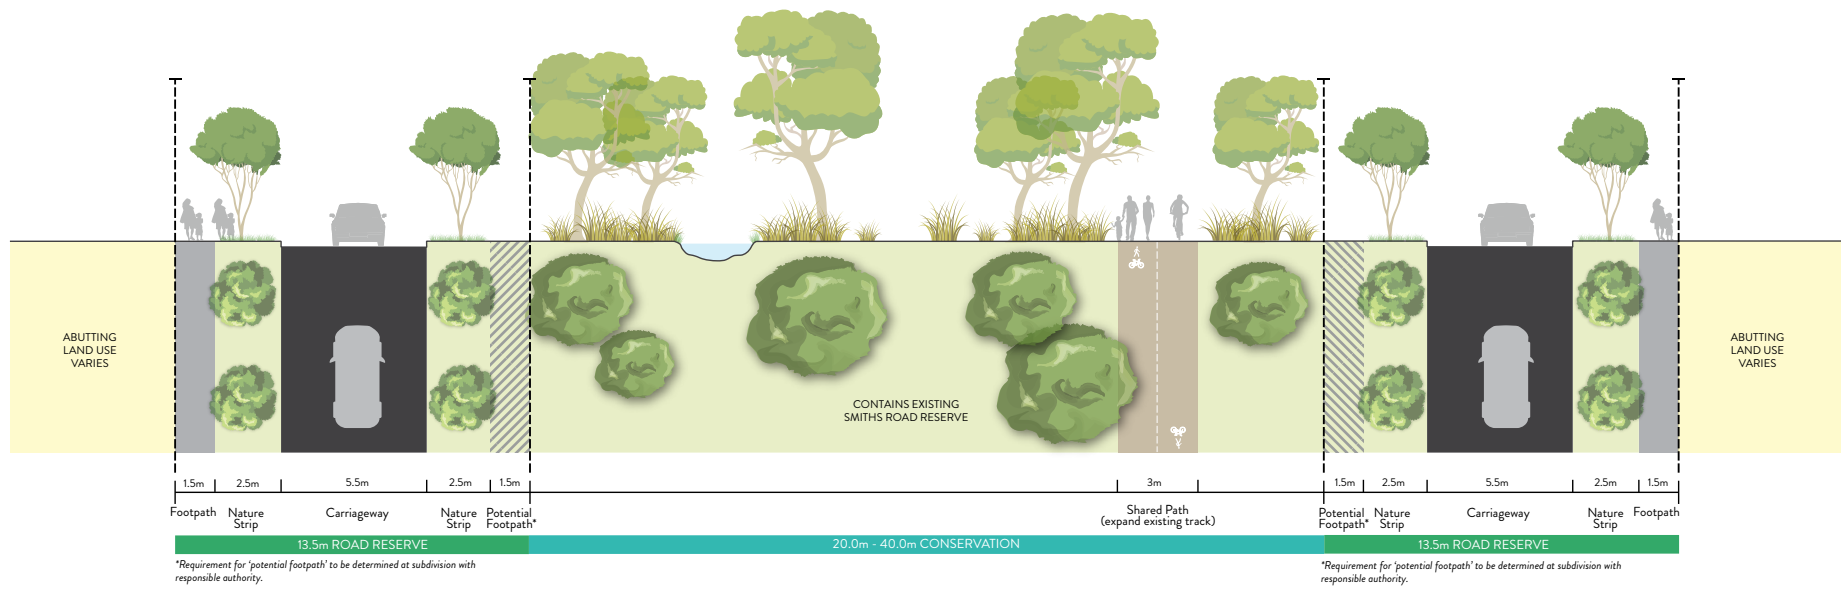 ABUTTING
LAND USE
VARIES
CONTAINS EXISTING
SMITHS ROAD RESERVE
ABUTTING
LAND USE
VARIES
1.5m 2.5m 5.5m 2.5m 1.5m 3m 1.5m 2.5m 5.5m 2.5m 1.5m
Footpath
Nature
Strip
Carriageway
Nature
Strip
Potential
Footpath*
Shared Path
(expand existing track)
Potential
Footpath*
Nature
Strip
Carriageway
Nature
Strip
Footpath
13.5m ROAD RESERVE
20.0m - 40.0m CONSERVATION
13.5m ROAD RESERVE
*Requirement for ‘potential footpath’ to be determined at subdivision with
responsible authority.
*Requirement for ‘potential footpath’ to be determined at subdivision with
responsible authority.